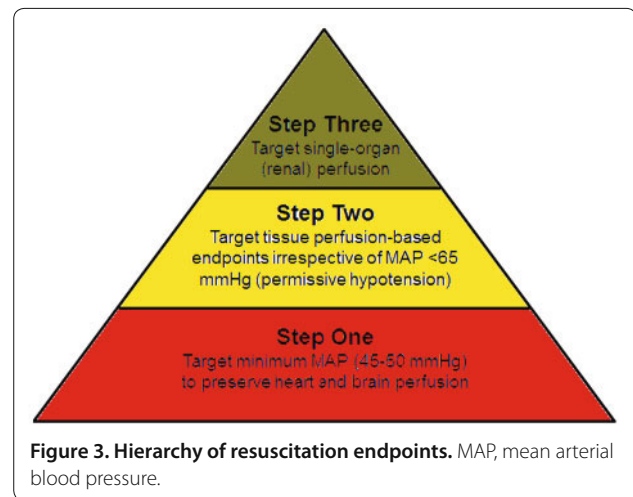 Step Three
Target single-organ
(renal) perfusion
Step Two
Target tissue perfusion-based
endpoints irrespective of MAP <65
mmHg (permissive hypotension)
Step One
Target minimum MAP (45-50 mmHg)
to preserve heart and brain perfusion
Figure 3. Hierarchy of resuscitation endpoints. MAP, mean arterial
blood pressure.